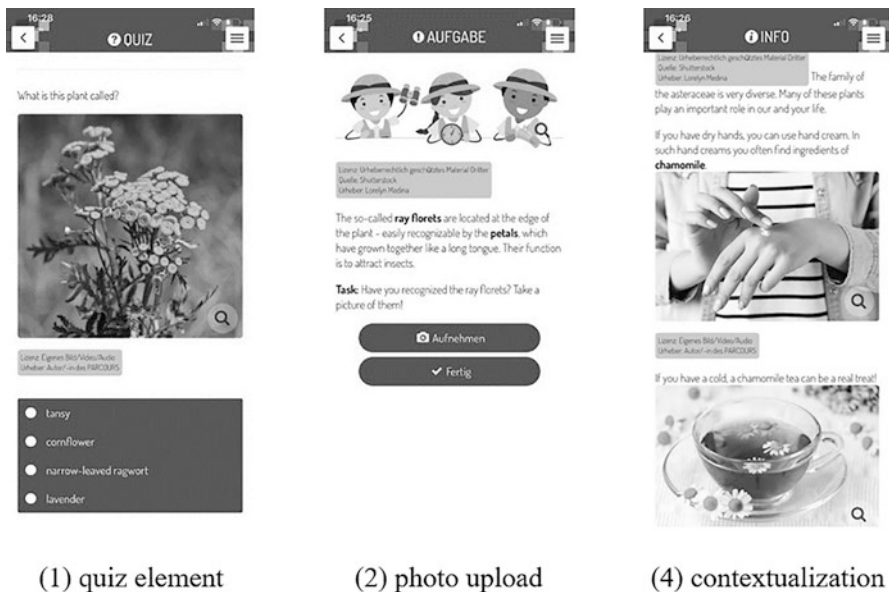 16:28
QUIZ
What is this plant called?
Lizenz: Eigenes Bild/Video/Audio
Urheber: Autor/-in des PARCOURS
tansy
cornflower
narrow-leaved ragwort
lavender
(1) quiz element
16:25
AUFGABE
Lizenz: Urheberrechtlich geschütztes Material Dritter
Quelle: Shutterstock
Urheber: Lorelyn Medina
The so-called ray florets are located at the edge of
the plant - easily recognizable by the petals, which
have grown together like a long tongue. Their function
is to attract insects.
Task: Have you recognized the ray florets? Take a
picture of them!
Aufnehmen
Fertig
(2) photo upload
16:26
INFO
Lizenz: Urheberrechtlich geschütztes Material Dritter
Quelle: Shutterstock
Urheber: Lorelyn Medina
The family of
the asteraceae is very diverse. Many of these plants
play an important role in our and your life.
If you have dry hands, you can use hand cream. In
such hand creams you often find ingredients of
chamomile.
Lizenz: Eigenes Bild/Video/Audio
Urheber: Autor/-in des PARCOURS
If you have a cold, a chamomile tea can be a real treat!
(4) contextualization